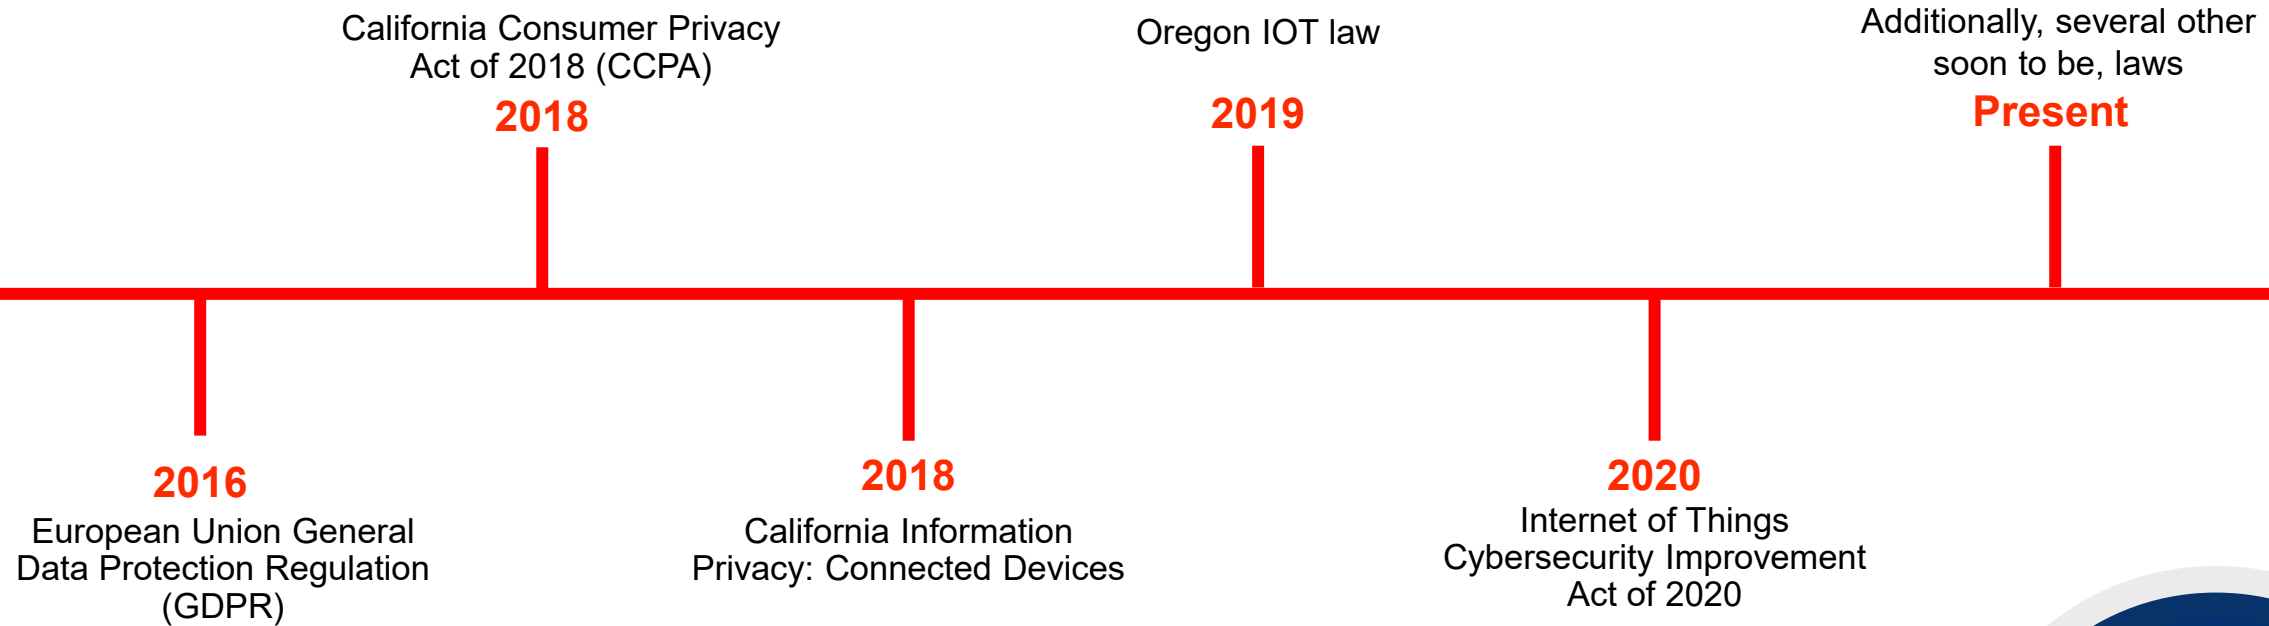 California Consumer Privacy
Act of 2018 (CCPA)
2018
Oregon IOT law
2019
Additionally, several other
soon to be, laws
Present
2016
European Union General
Data Protection Regulation
(GDPR)
2018
California Information
Privacy: Connected Devices
2020
Internet of Things
Cybersecurity Improvement
Act of 2020